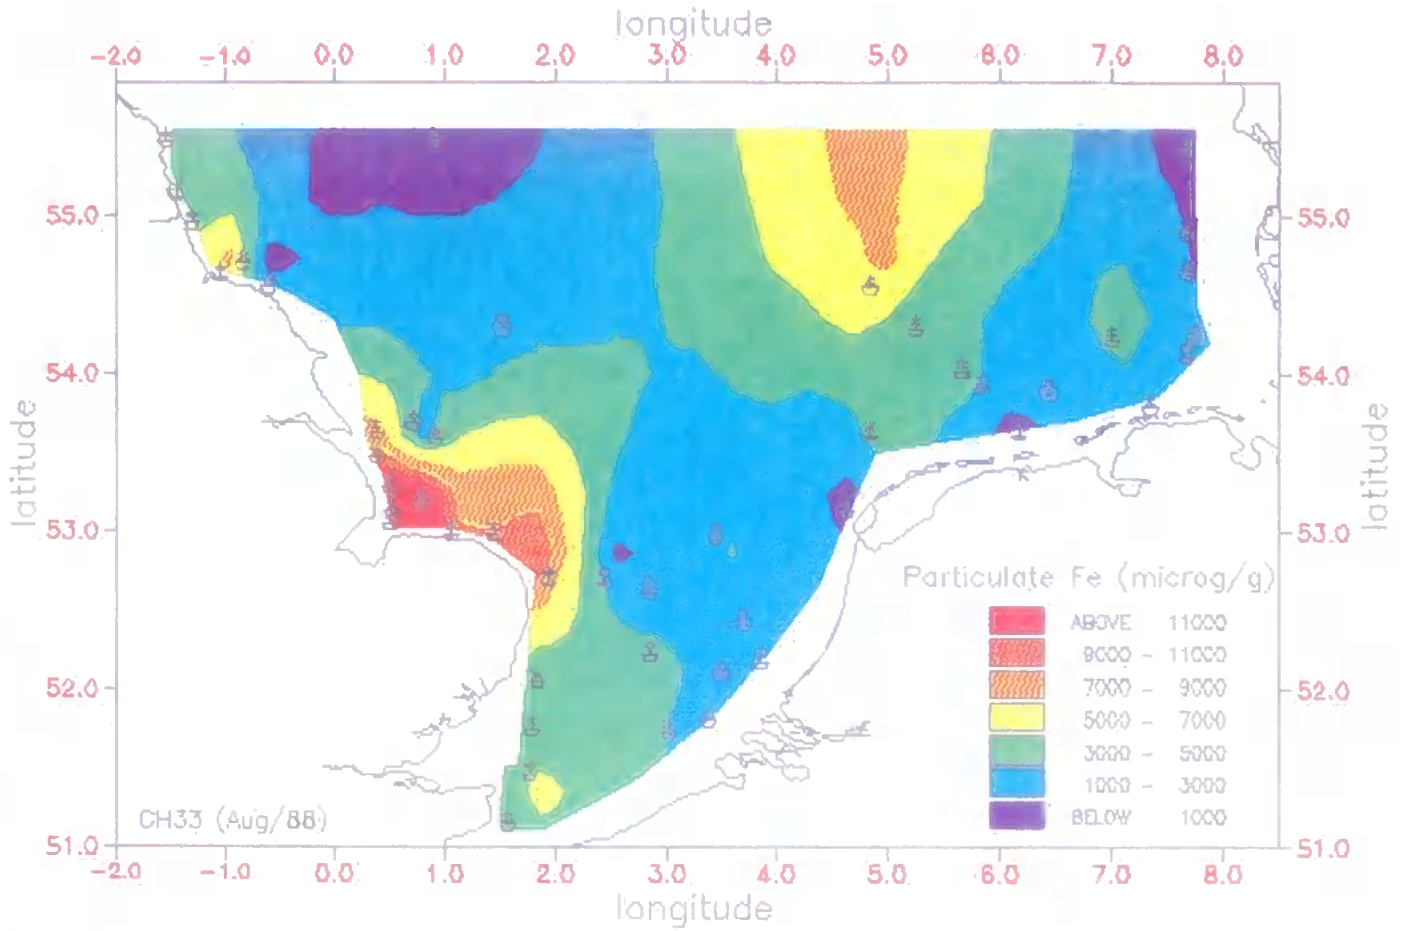 longitude
-2.0 -1.0 0.0 1.0 2.0 3.0 4.0 5.0 6.0 7.0 8.0
55.0 55.0
54.0 54.0
latitude latitude
53.0 53.0
Particulate Fe (microg/g)
ABOVE 11000
9000 - 11000
7000 - 9000
52.0 52.0
5000 - 7000
3000 - 5000
1000 - 3000
CH33 (Aug/88)
BELOW 1000
51.0 51.0
-2.0 -1.0 0.0 1.0 2.0 3.0 4.0 5.0 6.0 7.0 8.0
longitude